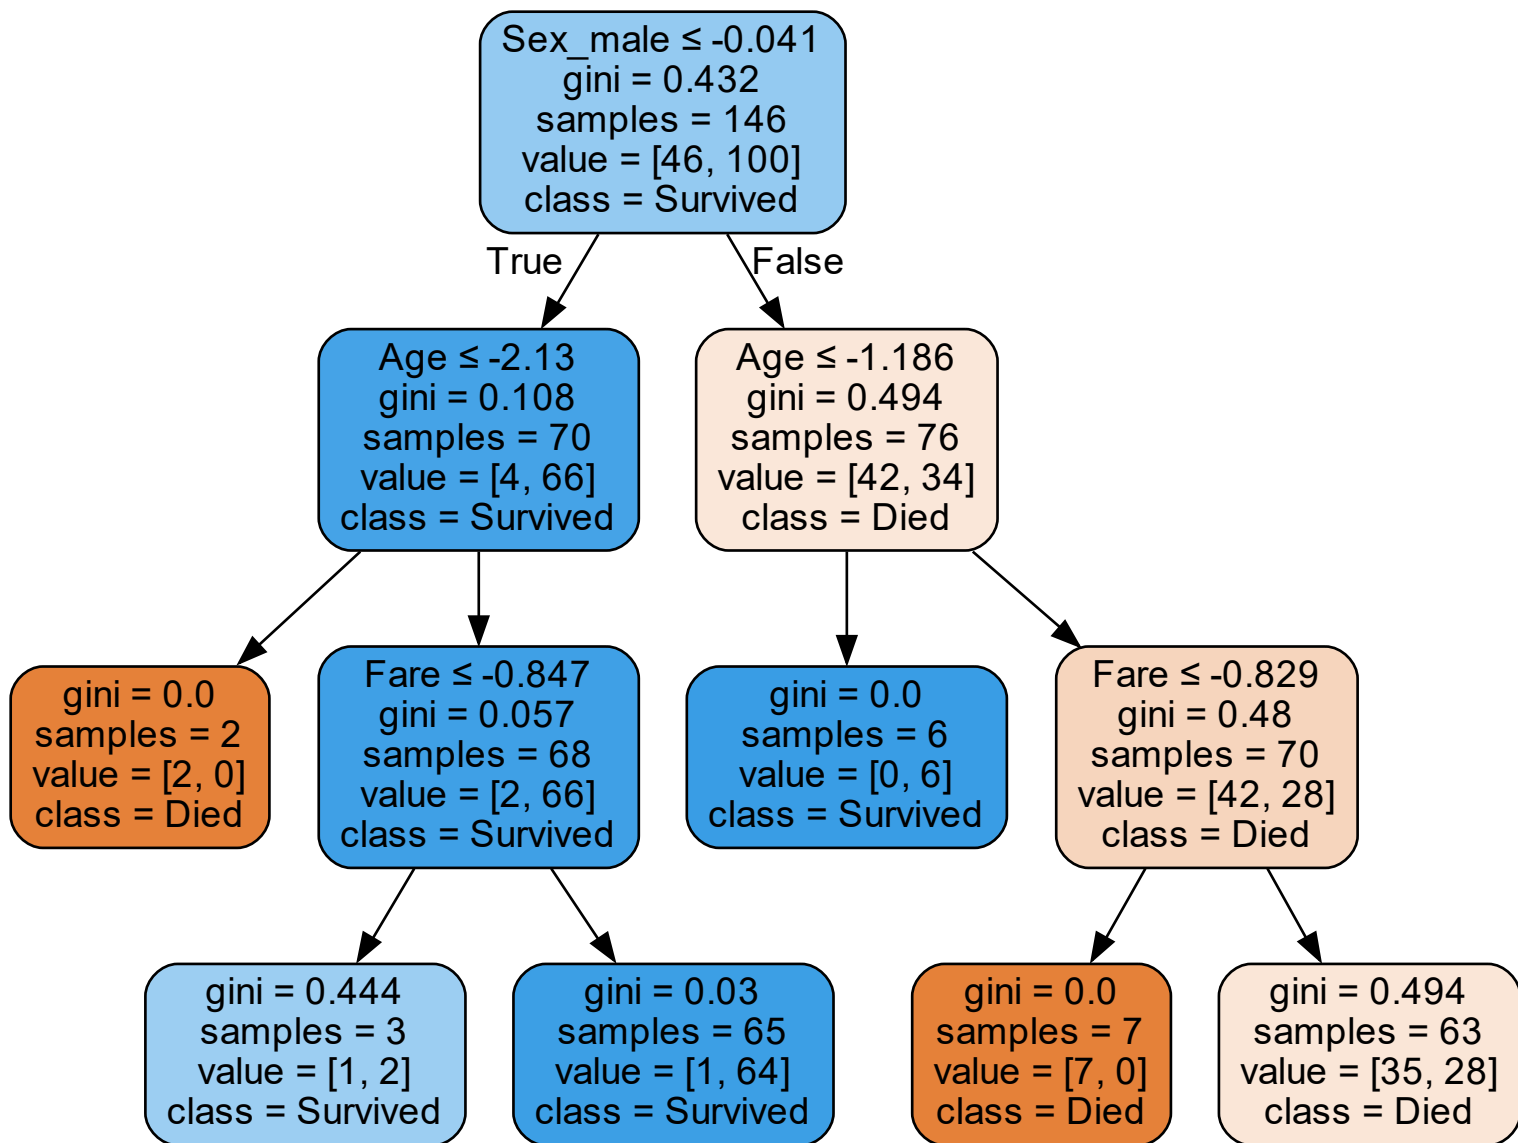 Sex_male ≤ -0.041
gini = 0.432
samples = 146
value = [46, 100]
class = Survived
True
False
Age ≤ -2.13
gini = 0.108
samples = 70
value = [4, 66]
class = Survived
Age ≤ -1.186
gini = 0.494
samples = 76
value = [42, 34]
class = Died
gini = 0.0
samples = 2
value = [2, 0]
class = Died
Fare ≤ -0.847
gini = 0.057
samples = 68
value = [2, 66]
class = Survived
gini = 0.0
samples = 6
value = [0, 6]
class = Survived
Fare ≤ -0.829
gini = 0.48
samples = 70
value = [42, 28]
class = Died
gini = 0.444
samples = 3
value = [1, 2]
class = Survived
gini = 0.03
samples = 65
value = [1, 64]
class = Survived
gini = 0.0
samples = 7
value = [7, 0]
class = Died
gini = 0.494
samples = 63
value = [35, 28]
class = Died